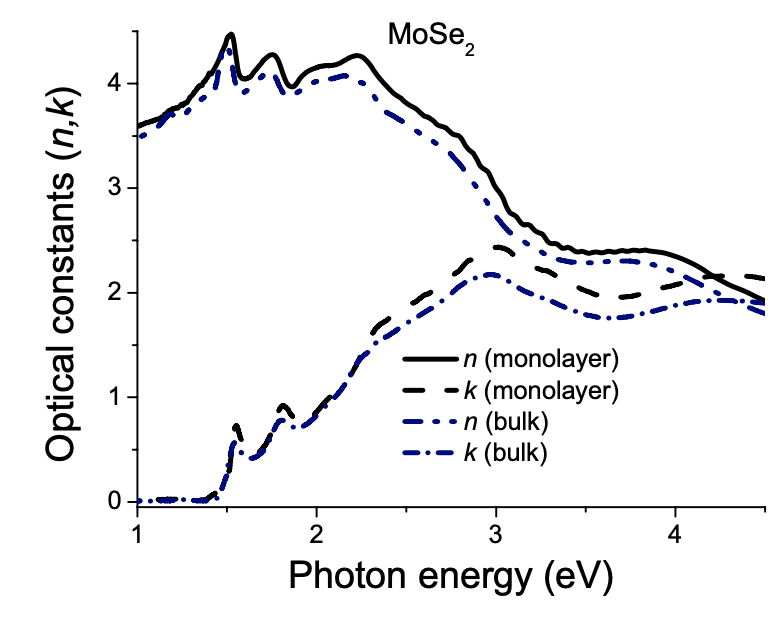 MoSe2
Optical constants (n,k)
4
3
2
1
0
n (monolayer)
k (monolayer)
n (bulk)
k (bulk)
1 2 3 4
Photon energy (eV)